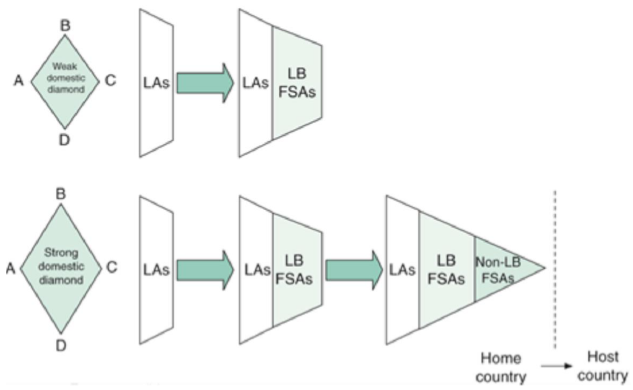 B
A
Weak
domestic
diamond
C
D
LAs
LAs
LB
FSAs
B
A
Strong
domestic
diamond
C
D
LAs
LAs
LB
FSAs
LAs
LB
FSAs
Non-LB
FSAs
Home
country
Host
country